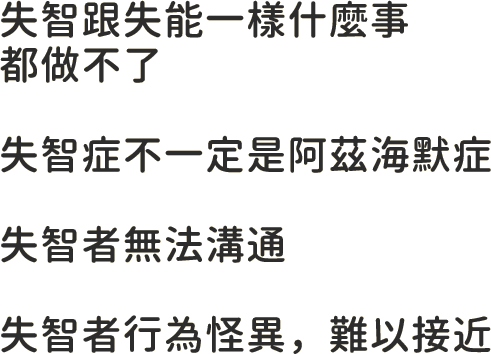 失智跟失能一樣什麼事
都做不了
失智症不一定是阿茲海默症
失智者無法溝通
失智者行為怪異，難以接近